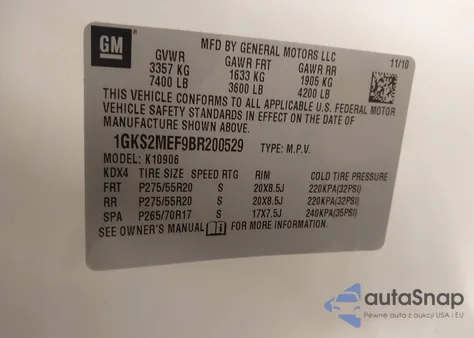 GM
MFD BY GENERAL MOTORS LLC
11/10
GVWR GAWR FRT GAWR RR
3357 KG 1633 KG 1905 KG
7400 LB 3600 LB 4200 LB
THIS VEHICLE CONFORMS TO ALL APPLICABLE U.S. FEDERAL MOTOR
VEHICLE SAFETY STANDARDS IN EFFECT ON THE DATE OF
MANUFACTURE SHOWN ABOVE.
1GKS2MEF9BR200529 TYPE: M.P.V.
MODEL: K10906
KDX4 TIRE SIZE SPEED RTG RIM COLD TIRE PRESSURE
FRT P275/55R20 S 20X8.5J 220KPA(32PSI)
RR P275/55R20 S 20X8.5J 220KPA(32PSI)
SPA P265/70R17 S 17X7.5J 240KPA(35PSI)
SEE OWNER'S MANUAL FOR MORE INFORMATION.
autoSnap
Pewne auta z aukcji USA i EU